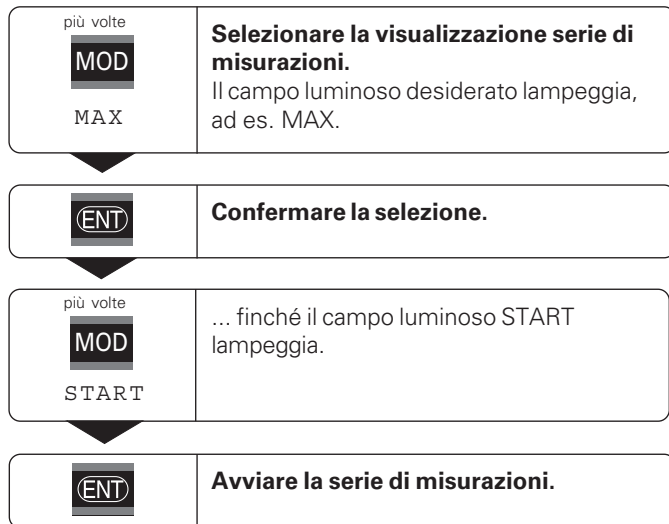 più volte
MOD
MAX
Selezionare la visualizzazione serie di
misurazioni.
Il campo luminoso desiderato lampeggia,
ad es. MAX.
ENT
Confermare la selezione.
più volte
MOD
START
... finché il campo luminoso START
lampeggia.
ENT
Avviare la serie di misurazioni.